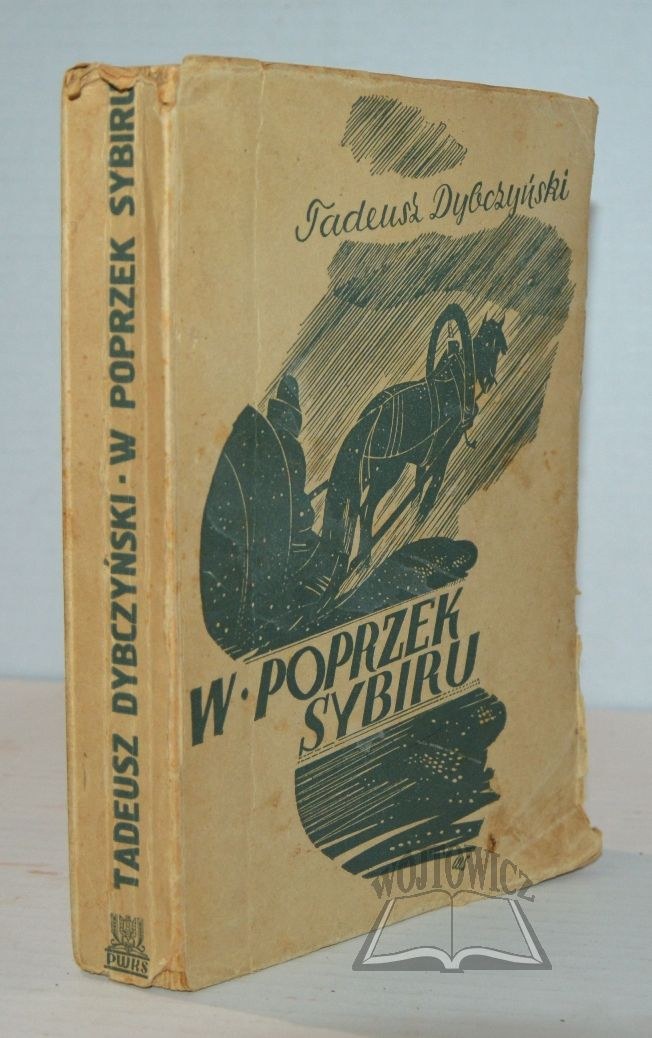 TADEUSZ DYBCZYŃSKI · W POPRZEK SYBIRU
PWKS
Tadeusz Dybczyński
W · POPRZEK
SYBIRU
WÓJTOWICZ